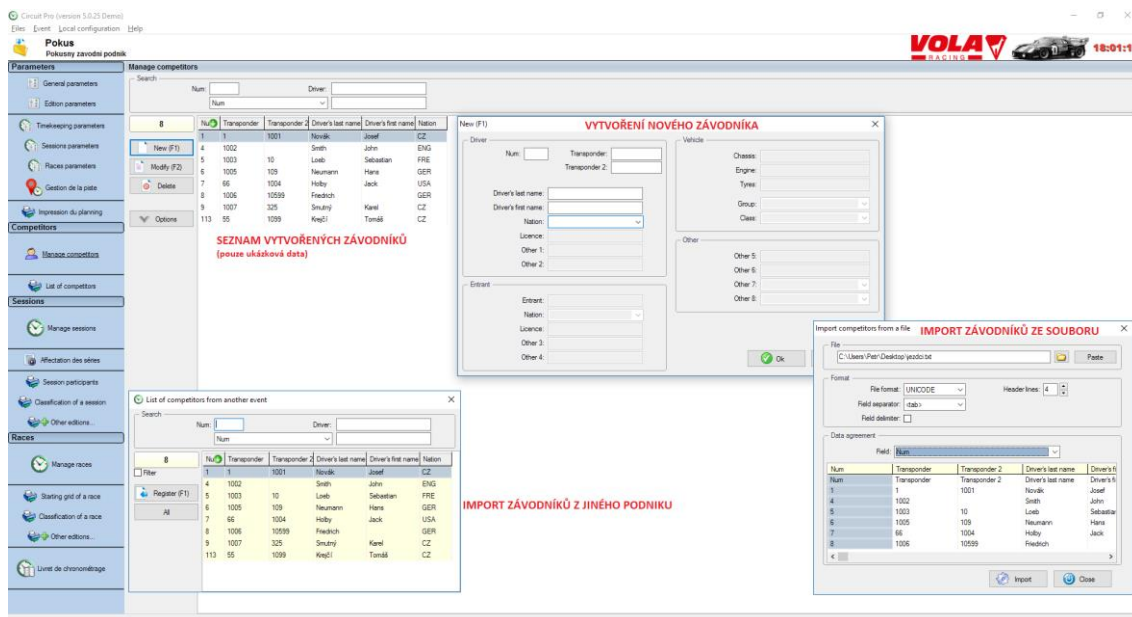 Circuit Pro (version 5.0.25 Demo)
Files Event Local configuration Help
Pokus
Pokusny zavodni podnik
VOLA RACING
18:01:1
Parameters
General parameters
Edition parameters
Timekeeping parameters
Sessions parameters
Races parameters
Gestion de la piste
Impression du planning
Competitors
Manage competitors
List of competitors
Sessions
Manage sessions
Affectation des séries
Session participants
Classification of a session
Other editions...
Races
Manage races
Starting grid of a race
Classification of a race
Other editions...
Livret de chronométrage
Manage competitors
Search
Num: Driver:
Num
8
New (F1)
Modify (F2)
Delete
Options
Nu Transponder Transponder 2 Driver's last name Driver's first name Nation
1 1 1001 Novák Josef CZ
4 1002 Smith John ENG
5 1003 10 Loeb Sebastian FRE
6 1005 109 Neumann Hans GER
7 66 1004 Holby Jack USA
8 1006 10599 Friedrich GER
9 1007 325 Smutný Karel CZ
113 55 1099 Krejčí Tomáš CZ
SEZNAM VYTVOŘENÝCH ZÁVODNÍKŮ
(pouze ukázková data)
New (F1)
VYTVOŘENÍ NOVÉHO ZÁVODNÍKA
Driver
Num: Transponder:
Transponder 2:
Driver's last name:
Driver's first name:
Nation:
Licence:
Other 1:
Other 2:
Entrant
Entrant:
Nation:
Licence:
Other 3:
Other 4:
Vehicle
Chassis:
Engine:
Tyres:
Group:
Class:
Other
Other 5:
Other 6:
Other 7:
Other 8:
Ok
List of competitors from another event
Search
Num: Driver:
Num
8
Filter
Register (F1)
All
Nu Transponder Transponder 2 Driver's last name Driver's first name Nation
1 1 1001 Novák Josef CZ
4 1002 Smith John ENG
5 1003 10 Loeb Sebastian FRE
6 1005 109 Neumann Hans GER
7 66 1004 Holby Jack USA
8 1006 10599 Friedrich GER
9 1007 325 Smutný Karel CZ
113 55 1099 Krejčí Tomáš CZ
IMPORT ZÁVODNÍKŮ Z JINÉHO PODNIKU
Import competitors from a file
IMPORT ZÁVODNÍKŮ ZE SOUBORU
File
C:\Users\Petr\Desktop\jezdci.txt
Paste
Format
File format: UNICODE Header lines: 4
Field separator: <tab>
Field delimiter:
Data agreement
Field: Num
Num Transponder Transponder 2 Driver's last name Driver's fi
Num Transponder Transponder 2 Driver's last name Driver's fi
1 1 1001 Novák Josef
4 1002 Smith John
5 1003 10 Loeb Sebastian
6 1005 109 Neumann Hans
7 66 1004 Holby Jack
8 1006 10599 Friedrich
Import
Close